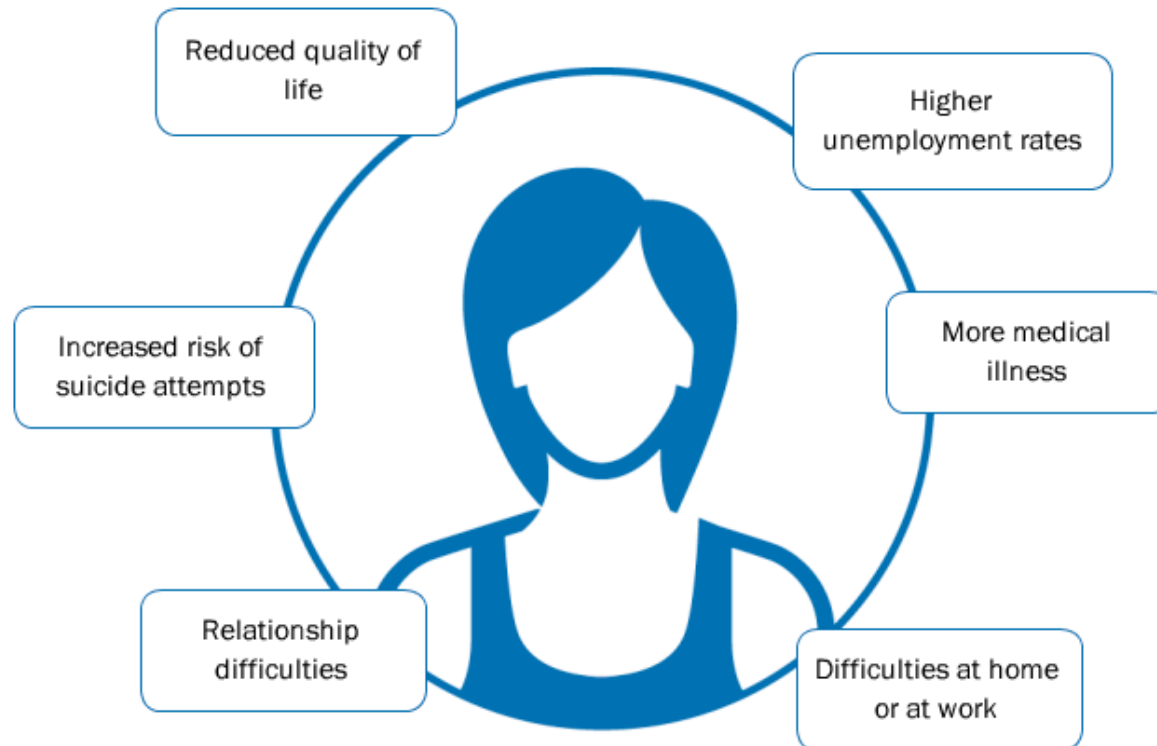 Reduced quality of
life
Higher
unemployment rates
Increased risk of
suicide attempts
More medical
illness
Relationship
difficulties
Difficulties at home
or at work